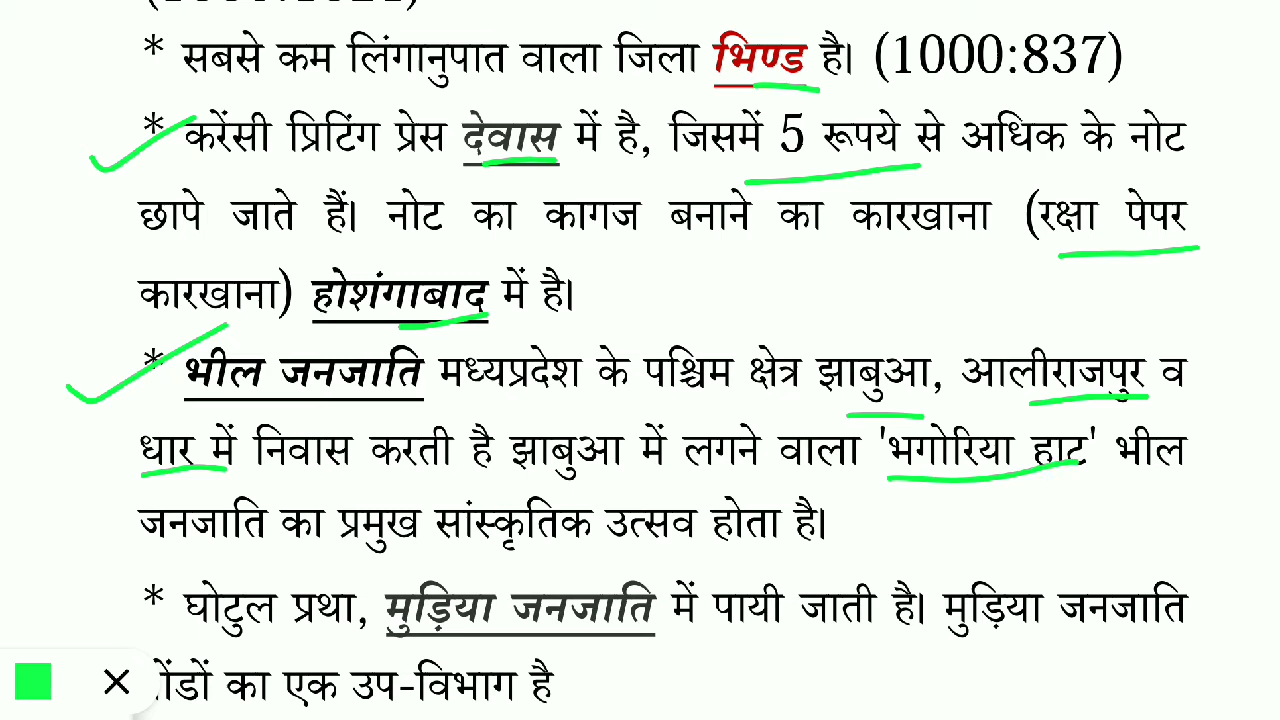 * सबसे कम लिंगानुपात वाला जिला भिण्ड है। (1000:837)
* करेंसी प्रिटिंग प्रेस देवास में है, जिसमें 5 रूपये से अधिक के नोट
छापे जाते हैं। नोट का कागज बनाने का कारखाना (रक्षा पेपर
कारखाना) होशंगाबाद में है।
* भील जनजाति मध्यप्रदेश के पश्चिम क्षेत्र झाबुआ, आलीराजपुर व
धार में निवास करती है झाबुआ में लगने वाला 'भगोरिया हाट' भील
जनजाति का प्रमुख सांस्कृतिक उत्सव होता है।
* घोटुल प्रथा, मुड़िया जनजाति में पायी जाती है। मुड़िया जनजाति
का एक उप-विभाग है